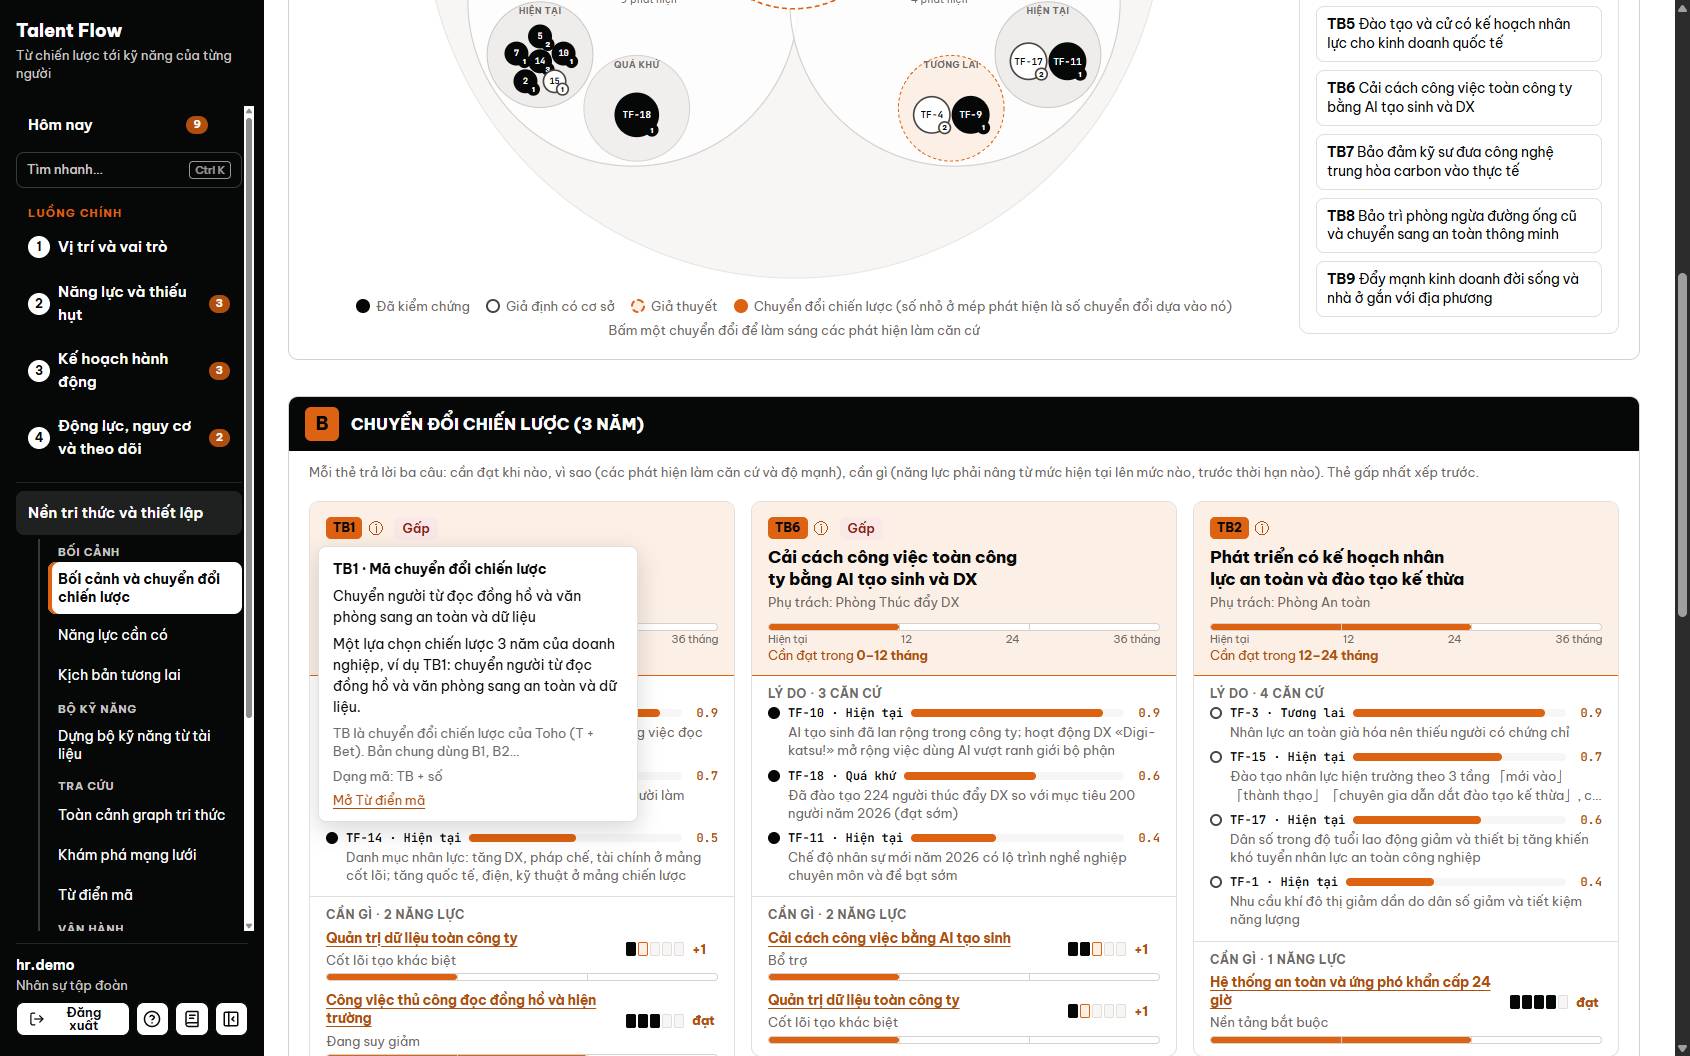 Talent Flow
Từ chiến lược tới kỹ năng của từng
người
Hôm nay
9
Tìm nhanh...
Ctrl K
LUỒNG CHÍNH
1 Vị trí và vai trò
2 Năng lực và thiếu
hụt
3
3 Kế hoạch hành
động
3
4 Động lực, nguy cơ
và theo dõi
2
Nền tri thức và thiết lập
BỐI CẢNH
Bối cảnh và chuyển đổi
chiến lược
Năng lực cần có
Kịch bản tương lai
BỘ KỸ NĂNG
Dựng bộ kỹ năng từ tài
liệu
TRA CỨU
Toàn cảnh graph tri thức
Khám phá mạng lưới
Từ điển mã
VẬN HÀNH
hr.demo
Nhân sự tập đoàn
Đăng
xuất
HIỆN TẠI
5
2
7
1
14
3
10
1
2
1
15
1
QUÁ KHỨ
TF-18
1
HIỆN TẠI
TF-17
2
TF-11
1
TƯƠNG LAI
TF-4
2
TF-9
1
Đã kiểm chứng
Giả định có cơ sở
Giả thuyết
Chuyển đổi chiến lược (số nhỏ ở mép phát hiện là số chuyển đổi dựa vào nó)
Bấm một chuyển đổi để làm sáng các phát hiện làm căn cứ
TB5 Đào tạo và cử có kế hoạch nhân
lực cho kinh doanh quốc tế
TB6 Cải cách công việc toàn công ty
bằng AI tạo sinh và DX
TB7 Bảo đảm kỹ sư đưa công nghệ
trung hòa carbon vào thực tế
TB8 Bảo trì phòng ngừa đường ống cũ
và chuyển sang an toàn thông minh
TB9 Đẩy mạnh kinh doanh đời sống và
nhà ở gắn với địa phương
B CHUYỂN ĐỔI CHIẾN LƯỢC (3 NĂM)
Mỗi thẻ trả lời ba câu: cần đạt khi nào, vì sao (các phát hiện làm căn cứ và độ mạnh), cần gì (năng lực phải nâng từ mức hiện tại lên mức nào, trước thời hạn nào). Thẻ gấp nhất xếp trước.
TB1 Gấp
TB1 · Mã chuyển đổi chiến lược
Chuyển người từ đọc đồng hồ và văn
phòng sang an toàn và dữ liệu
Một lựa chọn chiến lược 3 năm của doanh
nghiệp, ví dụ TB1: chuyển người từ đọc
đồng hồ và văn phòng sang an toàn và dữ
liệu.
TB là chuyển đổi chiến lược của Toho (T +
Bet). Bản chung dùng B1, B2...
Dạng mã: TB + số
Mở Từ điển mã
36 tháng
0.9
g việc đọc
0.7
ười làm
TF-14 · Hiện tại 0.5
Danh mục nhân lực: tăng DX, pháp chế, tài chính ở mảng
cốt lõi; tăng quốc tế, điện, kỹ thuật ở mảng chiến lược
CẦN GÌ · 2 NĂNG LỰC
Quản trị dữ liệu toàn công ty
+1
Cốt lõi tạo khác biệt
Công việc thủ công đọc đồng hồ và hiện
trường
đạt
Đang suy giảm
TB6 Gấp
Cải cách công việc toàn công
ty bằng AI tạo sinh và DX
Phụ trách: Phòng Thúc đẩy DX
Hiện tại 12 24 36 tháng
Cần đạt trong 0–12 tháng
LÝ DO · 3 CĂN CỨ
TF-10 · Hiện tại 0.9
AI tạo sinh đã lan rộng trong công ty; hoạt động DX «Digi-
katsu!» mở rộng việc dùng AI vượt ranh giới bộ phận
TF-18 · Quá khứ 0.6
Đã đào tạo 224 người thúc đẩy DX so với mục tiêu 200
người năm 2026 (đạt sớm)
TF-11 · Hiện tại 0.4
Chế độ nhân sự mới năm 2026 có lộ trình nghề nghiệp
chuyên môn và đề bạt sớm
CẦN GÌ · 2 NĂNG LỰC
Cải cách công việc bằng AI tạo sinh
+1
Bổ trợ
Quản trị dữ liệu toàn công ty
+1
Cốt lõi tạo khác biệt
TB2
Phát triển có kế hoạch nhân
lực an toàn và đào tạo kế thừa
Phụ trách: Phòng An toàn
Hiện tại 12 24 36 tháng
Cần đạt trong 12–24 tháng
LÝ DO · 4 CĂN CỨ
TF-3 · Tương lai 0.9
Nhân lực an toàn già hóa nên thiếu người có chứng chỉ
TF-15 · Hiện tại 0.7
Đào tạo nhân lực hiện trường theo 3 tầng 「mới vào」
「thành thạo」 「chuyên gia dẫn dắt đào tạo kế thừa」, c...
TF-17 · Hiện tại 0.6
Dân số trong độ tuổi lao động giảm và thiết bị tăng khiến
khó tuyển nhân lực an toàn công nghiệp
TF-1 · Hiện tại 0.4
Nhu cầu khí đô thị giảm dần do dân số giảm và tiết kiệm
năng lượng
CẦN GÌ · 1 NĂNG LỰC
Hệ thống an toàn và ứng phó khẩn cấp 24
giờ
đạt
Nền tảng bắt buộc